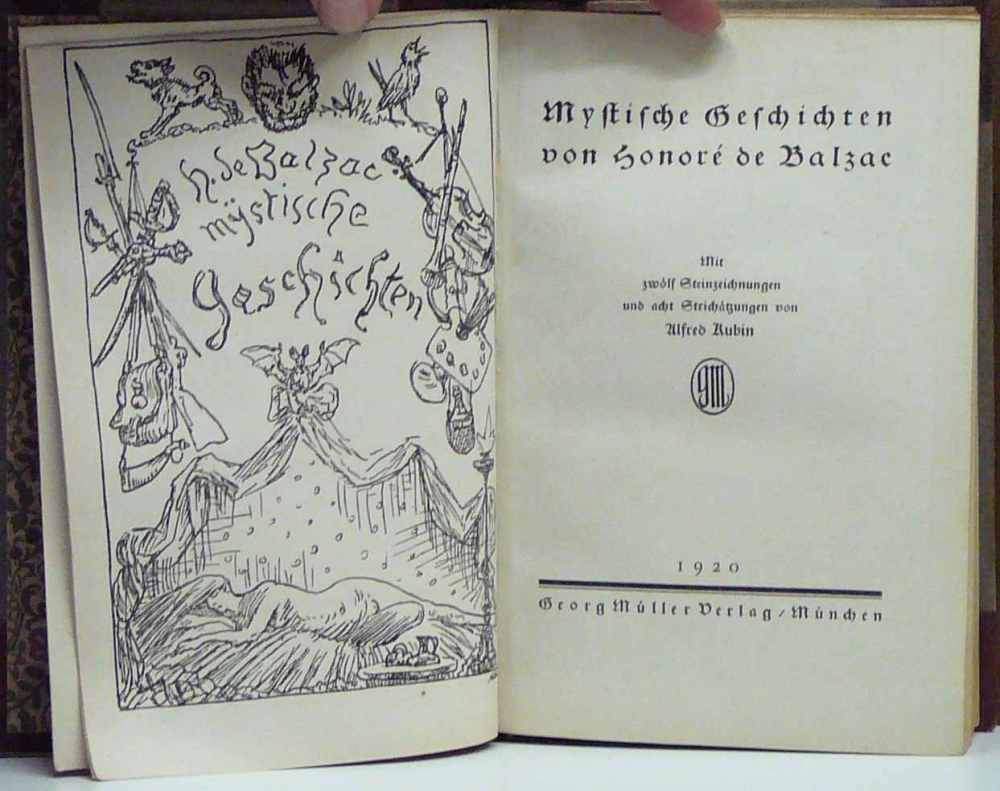 H. de Balzac
mÿstische
geschichten
Mystische Geschichten
von Honoré de Balzac
Mit
zwölf Steinzeichnungen
und acht Strichätzungen von
Alfred Kubin
GM
1920
Georg Müller Verlag / München